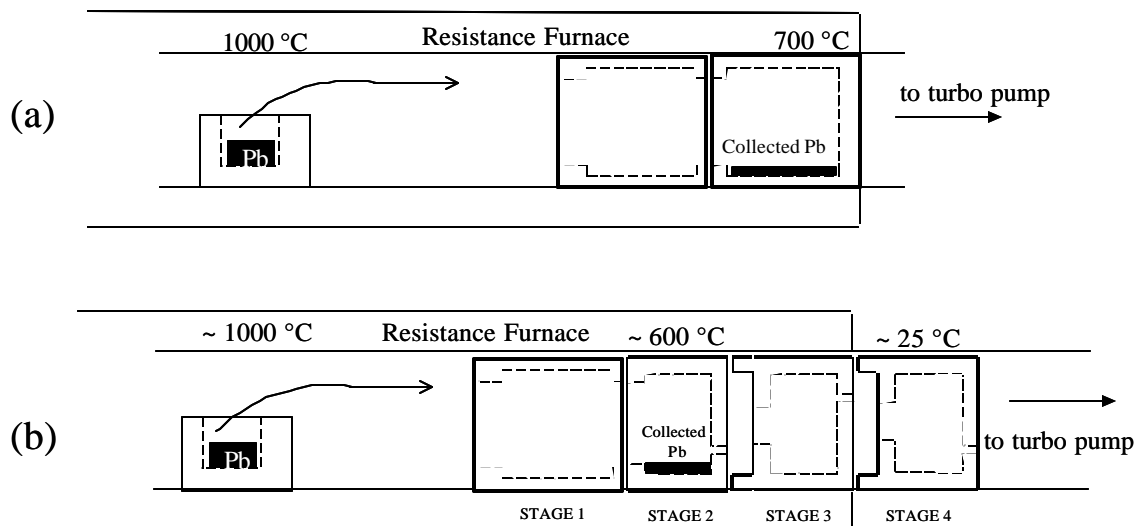 1000 °C
Resistance Furnace
700 °C
(a)
to turbo pump
Pb
Collected Pb
~ 1000 °C
Resistance Furnace
~ 600 °C
~ 25 °C
(b)
Pb
Collected
Pb
to turbo pump
STAGE 1
STAGE 2
STAGE 3
STAGE 4